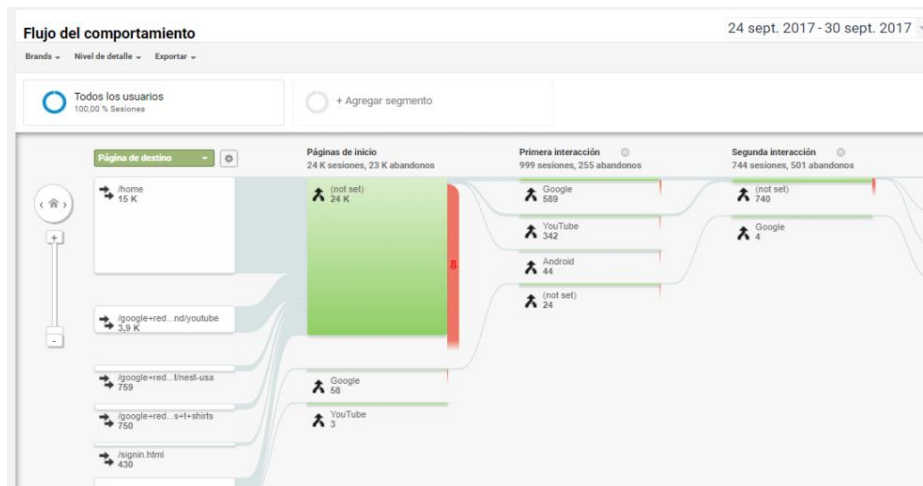 Flujo del comportamiento
24 sept. 2017 - 30 sept. 2017
Brands
Nivel de detalle
Exportar
Todos los usuarios
100,00 % Sesiones
+ Agregar segmento
Página de destino
/home
15 K
/google+red...nd/youtube
3,9 K
/google+red...t/nest-usa
759
/google+red...s+t+shirts
750
/signin.html
430
Páginas de inicio
24 K sesiones, 23 K abandonos
(not set)
24 K
Google
58
YouTube
3
Primera interacción
999 sesiones, 255 abandonos
Google
589
YouTube
342
Android
44
(not set)
24
Segunda interacción
744 sesiones, 501 abandonos
(not set)
740
Google
4